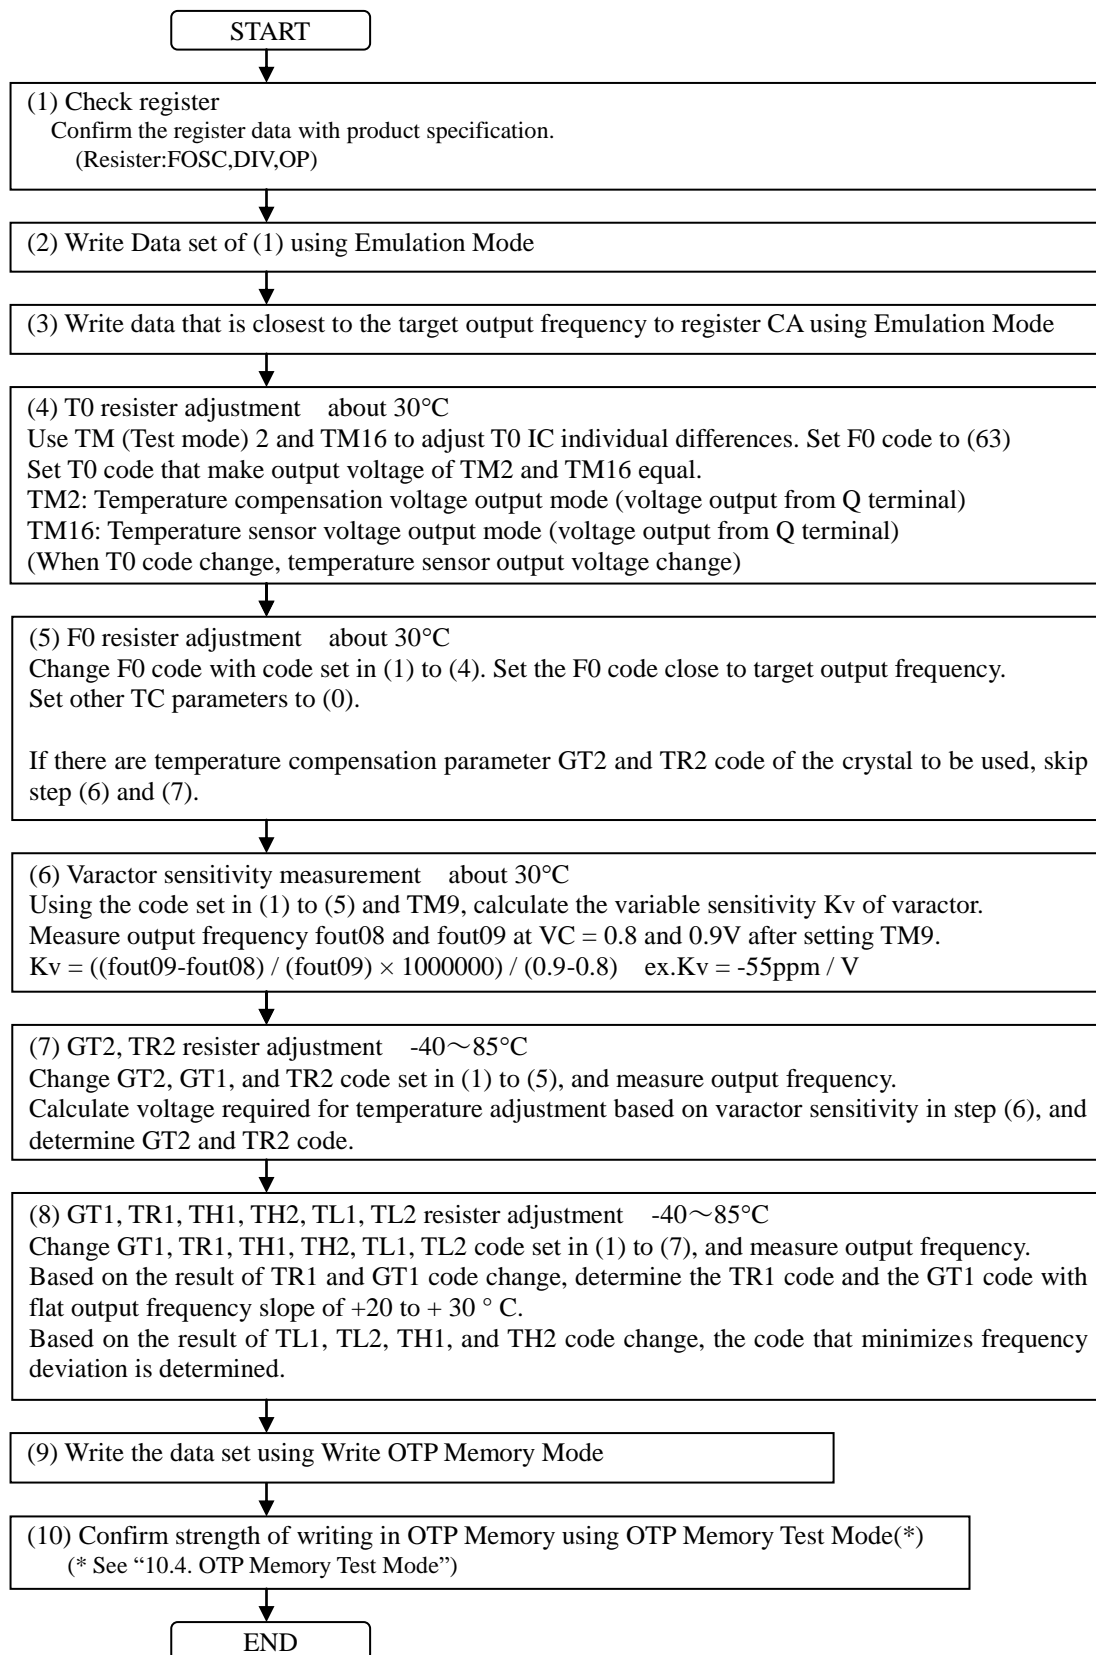 START
(1) Check register
Confirm the register data with product specification.
(Resister:FOSC,DIV,OP)
(2) Write Data set of (1) using Emulation Mode
(3) Write data that is closest to the target output frequency to register CA using Emulation Mode
(4) T0 resister adjustment about 30°C
Use TM (Test mode) 2 and TM16 to adjust T0 IC individual differences. Set F0 code to (63)
Set T0 code that make output voltage of TM2 and TM16 equal.
TM2: Temperature compensation voltage output mode (voltage output from Q terminal)
TM16: Temperature sensor voltage output mode (voltage output from Q terminal)
(When T0 code change, temperature sensor output voltage change)
(5) F0 resister adjustment about 30°C
Change F0 code with code set in (1) to (4). Set the F0 code close to target output frequency.
Set other TC parameters to (0).
If there are temperature compensation parameter GT2 and TR2 code of the crystal to be used, skip
step (6) and (7).
(6) Varactor sensitivity measurement about 30°C
Using the code set in (1) to (5) and TM9, calculate the variable sensitivity Kv of varactor.
Measure output frequency fout08 and fout09 at VC = 0.8 and 0.9V after setting TM9.
Kv = ((fout09-fout08) / (fout09) × 1000000) / (0.9-0.8) ex.Kv = -55ppm / V
(7) GT2, TR2 resister adjustment -40～85°C
Change GT2, GT1, and TR2 code set in (1) to (5), and measure output frequency.
Calculate voltage required for temperature adjustment based on varactor sensitivity in step (6), and
determine GT2 and TR2 code.
(8) GT1, TR1, TH1, TH2, TL1, TL2 resister adjustment -40～85°C
Change GT1, TR1, TH1, TH2, TL1, TL2 code set in (1) to (7), and measure output frequency.
Based on the result of TR1 and GT1 code change, determine the TR1 code and the GT1 code with
flat output frequency slope of +20 to + 30 ° C.
Based on the result of TL1, TL2, TH1, and TH2 code change, the code that minimizes frequency
deviation is determined.
(9) Write the data set using Write OTP Memory Mode
(10) Confirm strength of writing in OTP Memory using OTP Memory Test Mode(*)
(* See “10.4. OTP Memory Test Mode”)
END